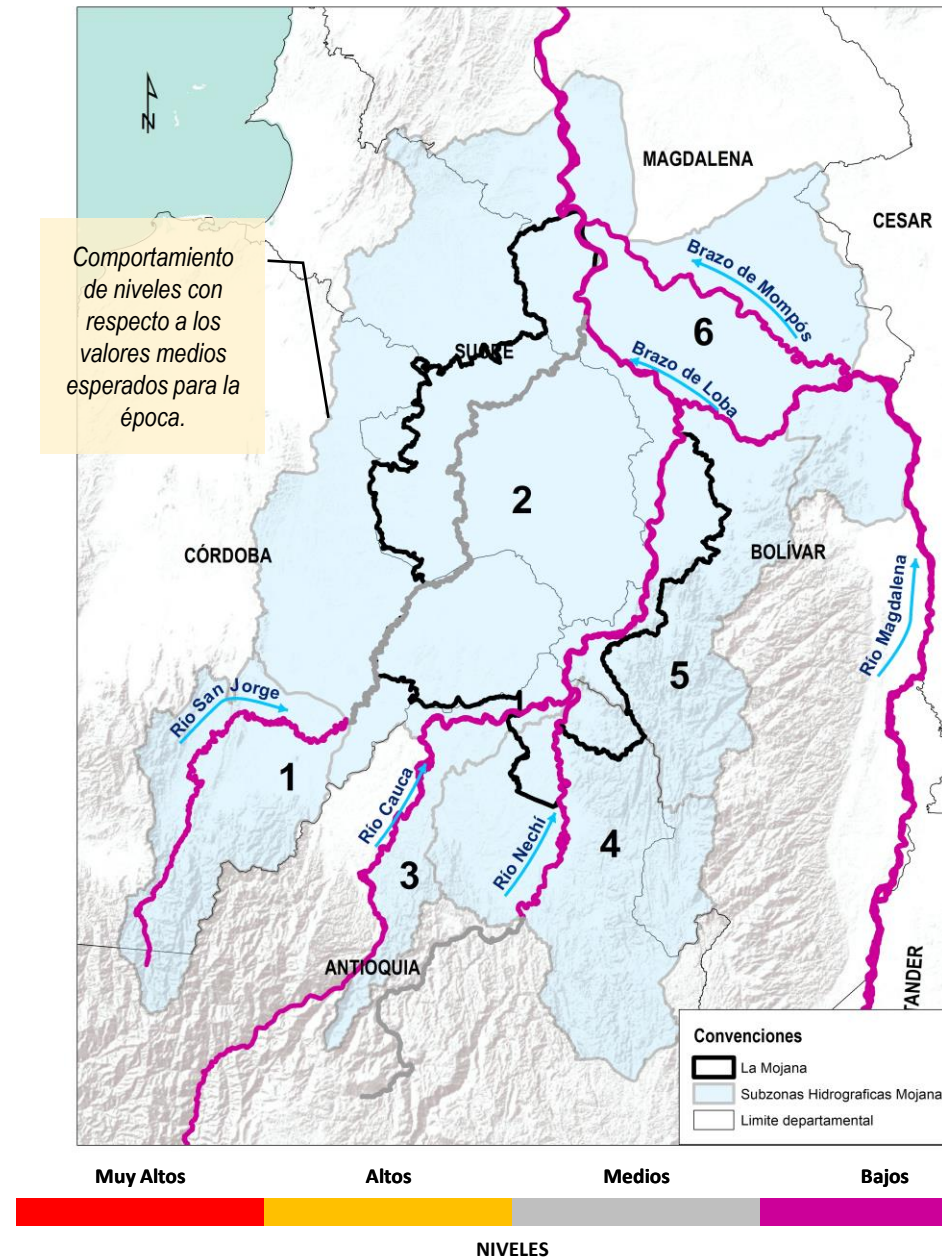 N
MAGDALENA
CESAR
Comportamiento
de niveles con
respecto a los
valores medios
esperados para la
época.
Brazo de Mompós
6
SUCRE
Brazo de Loba
2
CÓRDOBA
BOLÍVAR
Río Magdalena
5
Río San Jorge
1
Río Cauca
Río Nechí
4
3
ANTIOQUIA
TANDER
Convenciones
La Mojana
Subzonas Hidrograficas Mojana
Limite departamental
Muy Altos Altos Medios Bajos
NIVELES